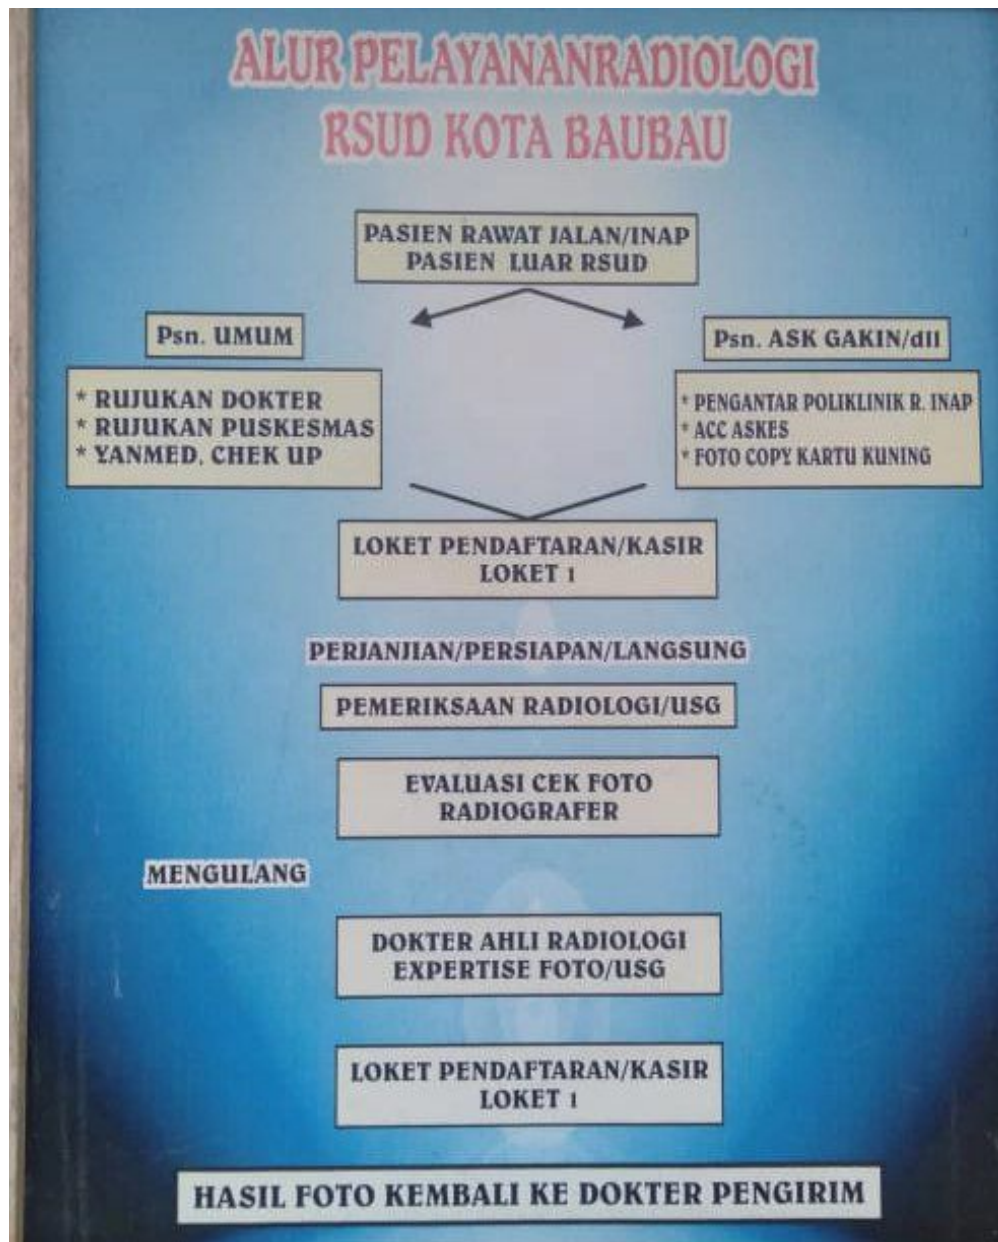 ALUR PELAYANANRADIOLOGI
RSUD KOTA BAUBAU
PASIEN RAWAT JALAN/INAP
PASIEN LUAR RSUD
Psn. UMUM
* RUJUKAN DOKTER
* RUJUKAN PUSKESMAS
* YANMED, CHEK UP
Psn. ASK GAKIN/dll
* PENGANTAR POLIKLINIK R. INAP
* ACC ASKES
* FOTO COPY KARTU KUNING
LOKET PENDAFTARAN/KASIR
LOKET 1
PERJANJIAN/PERSIAPAN/LANGSUNG
PEMERIKSAAN RADIOLOGI/USG
EVALUASI CEK FOTO
RADIOGRAFER
MENGULANG
DOKTER AHLI RADIOLOGI
EXPERTISE FOTO/USG
LOKET PENDAFTARAN/KASIR
LOKET 1
HASIL FOTO KEMBALI KE DOKTER PENGIRIM